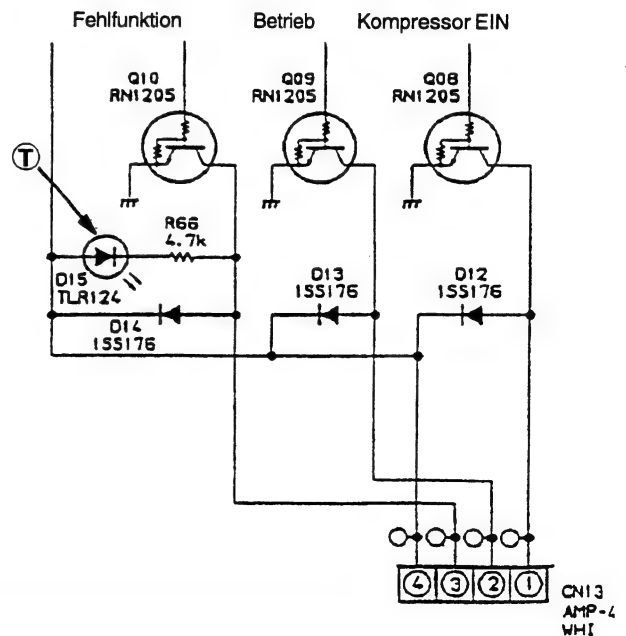 Fehlfunktion Betrieb Kompressor EIN
Q10
RN1205
Q09
RN1205
Q08
RN1205
T
R66
4.7k
D15
TLR124
D13
1SS176
D12
1SS176
D14
1SS176
4 3 2 1
CN13
AMP-4
WHI